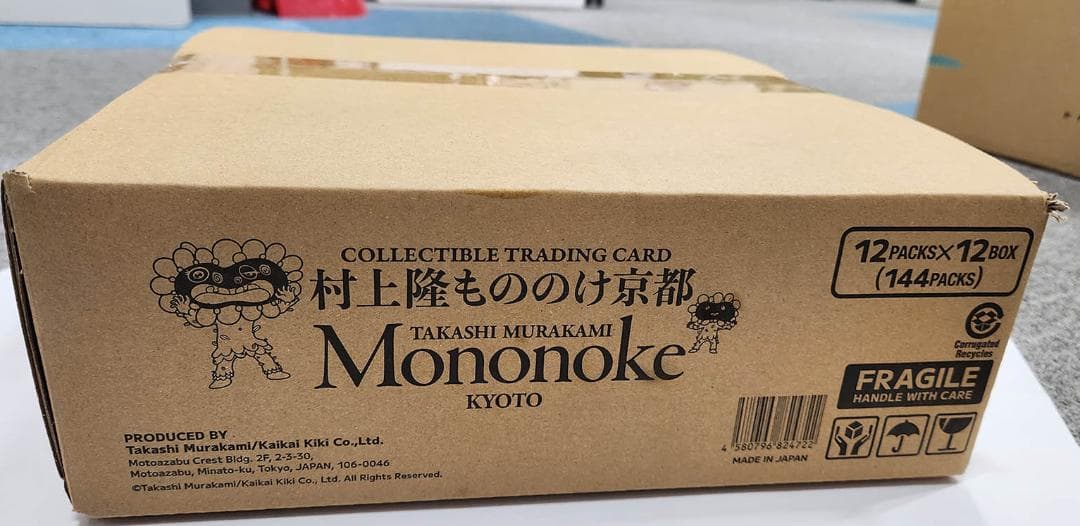 COLLECTIBLE TRADING CARD
村上隆もののけ京都
TAKASHI MURAKAMI
Mononoke
KYOTO
12PACKS×12BOX
(144PACKS)
Corrugated
Recycles
FRAGILE
HANDLE WITH CARE
PRODUCED BY
Takashi Murakami/Kaikai Kiki Co.,Ltd.
Motoazabu Crest Bldg. 2F, 2-3-30,
Motoazabu, Minato-ku, Tokyo, JAPAN, 106-0046
©Takashi Murakami/Kaikai Kiki Co., Ltd. All Rights Reserved.
4 580796 824722
MADE IN JAPAN